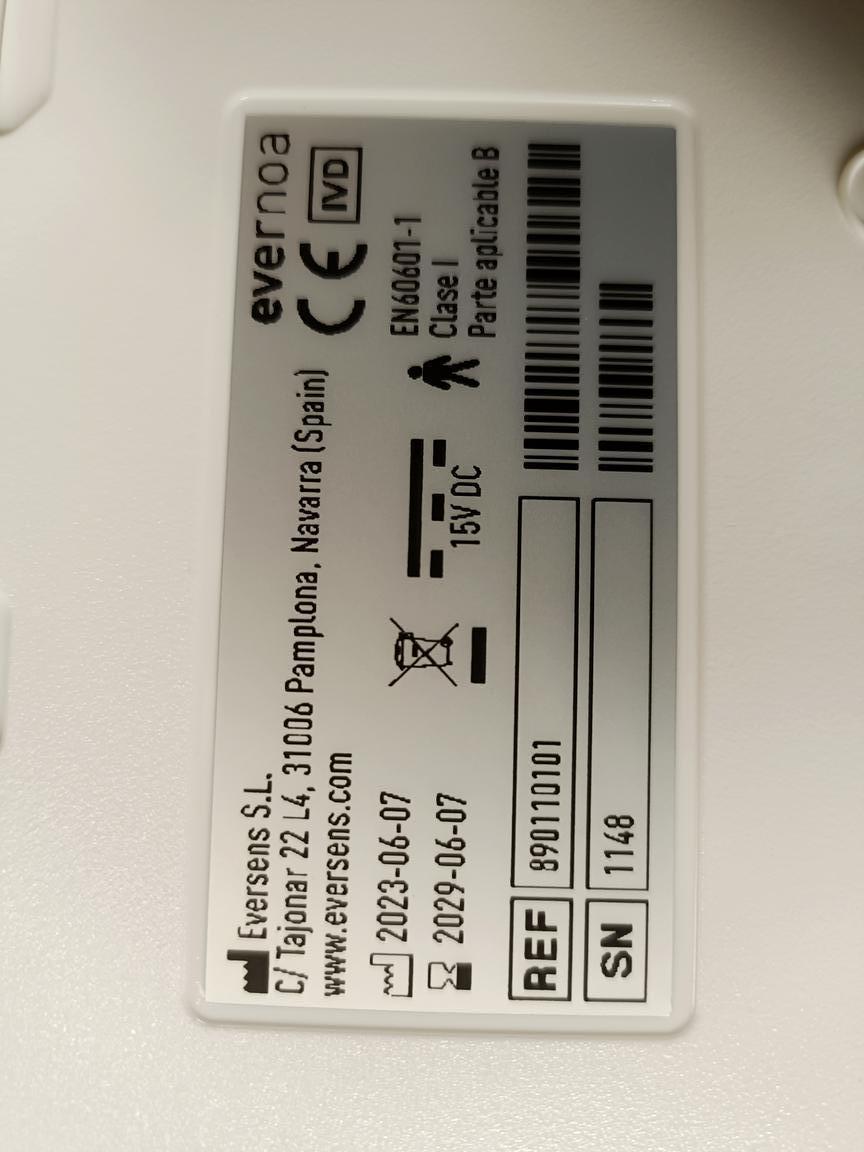 Eversens S.L.
C/ Tajonar 22 L4, 31006 Pamplona, Navarra (Spain)
www.eversens.com
evernoa
CE IVD
2023-06-07
2029-06-07
15V DC
EN60601-1
Clase I
Parte aplicable B
REF 890110101
SN 1148